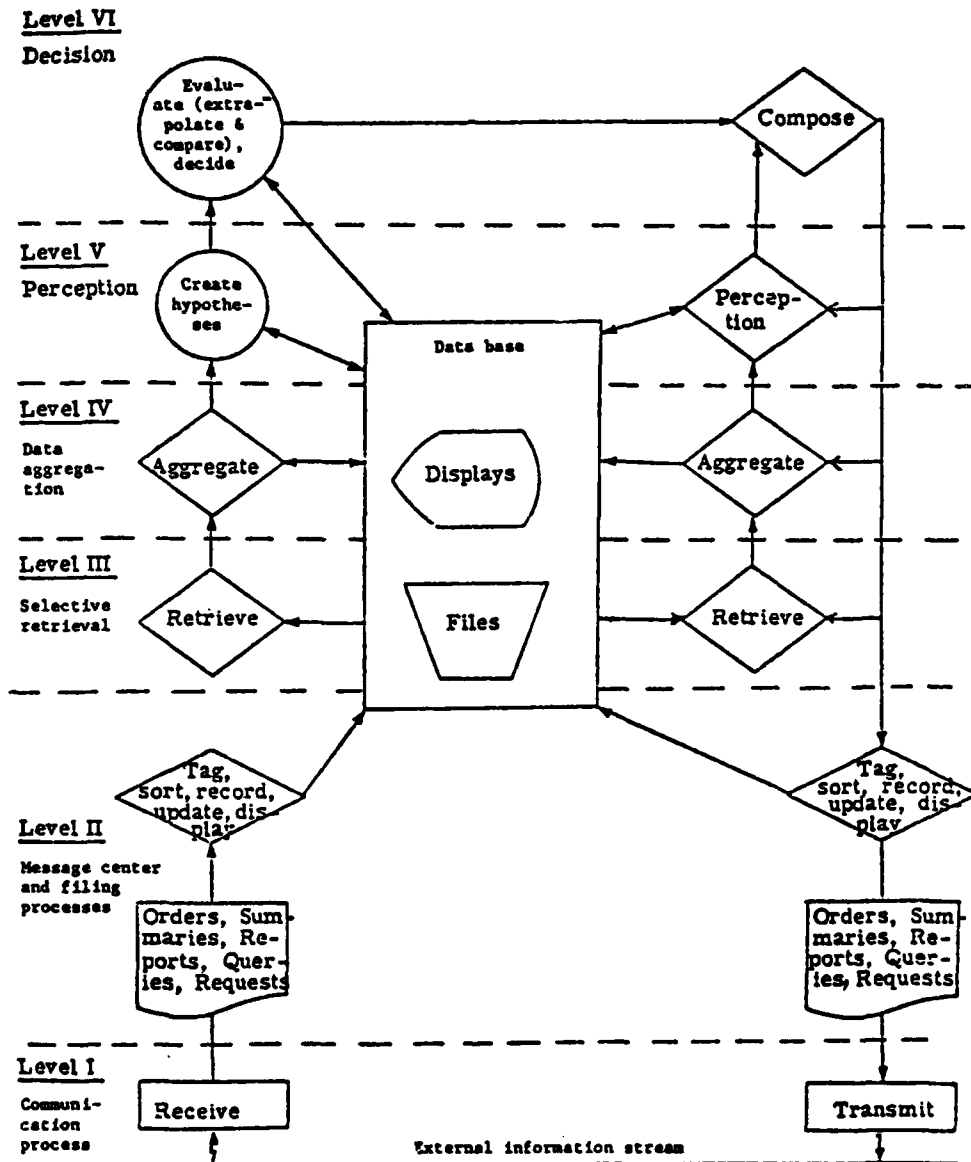 Level VI
Decision
Evalu-
ate (extra-
polate &
compare),
decide
Compose
Level V
Perception
Create
hypothe-
ses
Percep-
tion
Data base
Level IV
Data
aggrega-
tion
Aggregate
Displays
Aggregate
Level III
Selective
retrieval
Retrieve
Files
Retrieve
Tag,
sort, record,
update, dis-
play
Tag,
sort, record,
update, dis-
play
Level II
Message center
and filing
processes
Orders, Sum-
maries, Re-
ports, Quer-
ies, Requests
Orders, Sum-
maries, Re-
ports, Quer-
ies, Requests
Level I
Communi-
cation
process
Receive
Transmit
External information stream